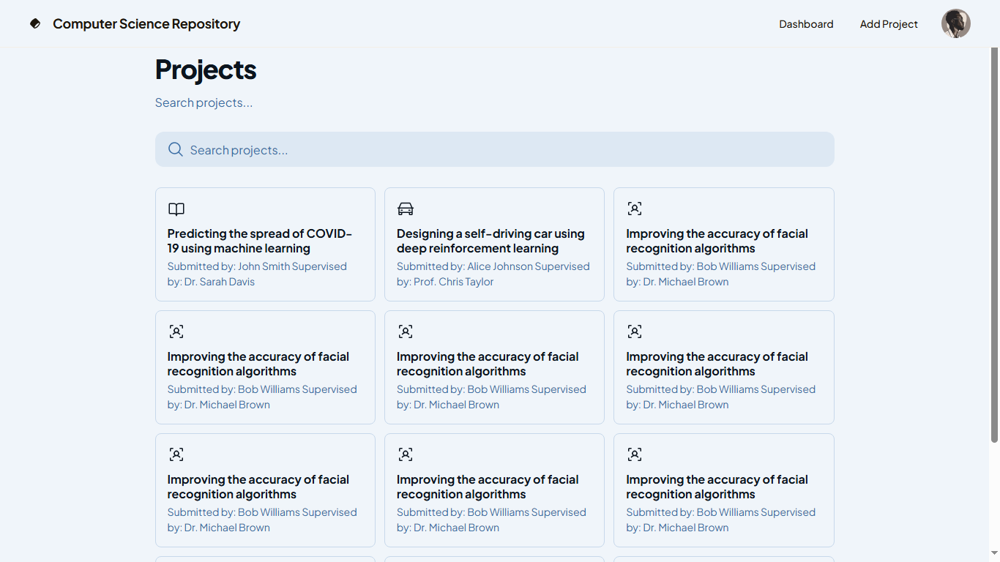 Computer Science Repository
Dashboard
Add Project
Projects
Search projects...
Search projects...
Predicting the spread of COVID-
19 using machine learning
Submitted by: John Smith Supervised
by: Dr. Sarah Davis
Designing a self-driving car using
deep reinforcement learning
Submitted by: Alice Johnson Supervised
by: Prof. Chris Taylor
Improving the accuracy of facial
recognition algorithms
Submitted by: Bob Williams Supervised
by: Dr. Michael Brown
Improving the accuracy of facial
recognition algorithms
Submitted by: Bob Williams Supervised
by: Dr. Michael Brown
Improving the accuracy of facial
recognition algorithms
Submitted by: Bob Williams Supervised
by: Dr. Michael Brown
Improving the accuracy of facial
recognition algorithms
Submitted by: Bob Williams Supervised
by: Dr. Michael Brown
Improving the accuracy of facial
recognition algorithms
Submitted by: Bob Williams Supervised
by: Dr. Michael Brown
Improving the accuracy of facial
recognition algorithms
Submitted by: Bob Williams Supervised
by: Dr. Michael Brown
Improving the accuracy of facial
recognition algorithms
Submitted by: Bob Williams Supervised
by: Dr. Michael Brown